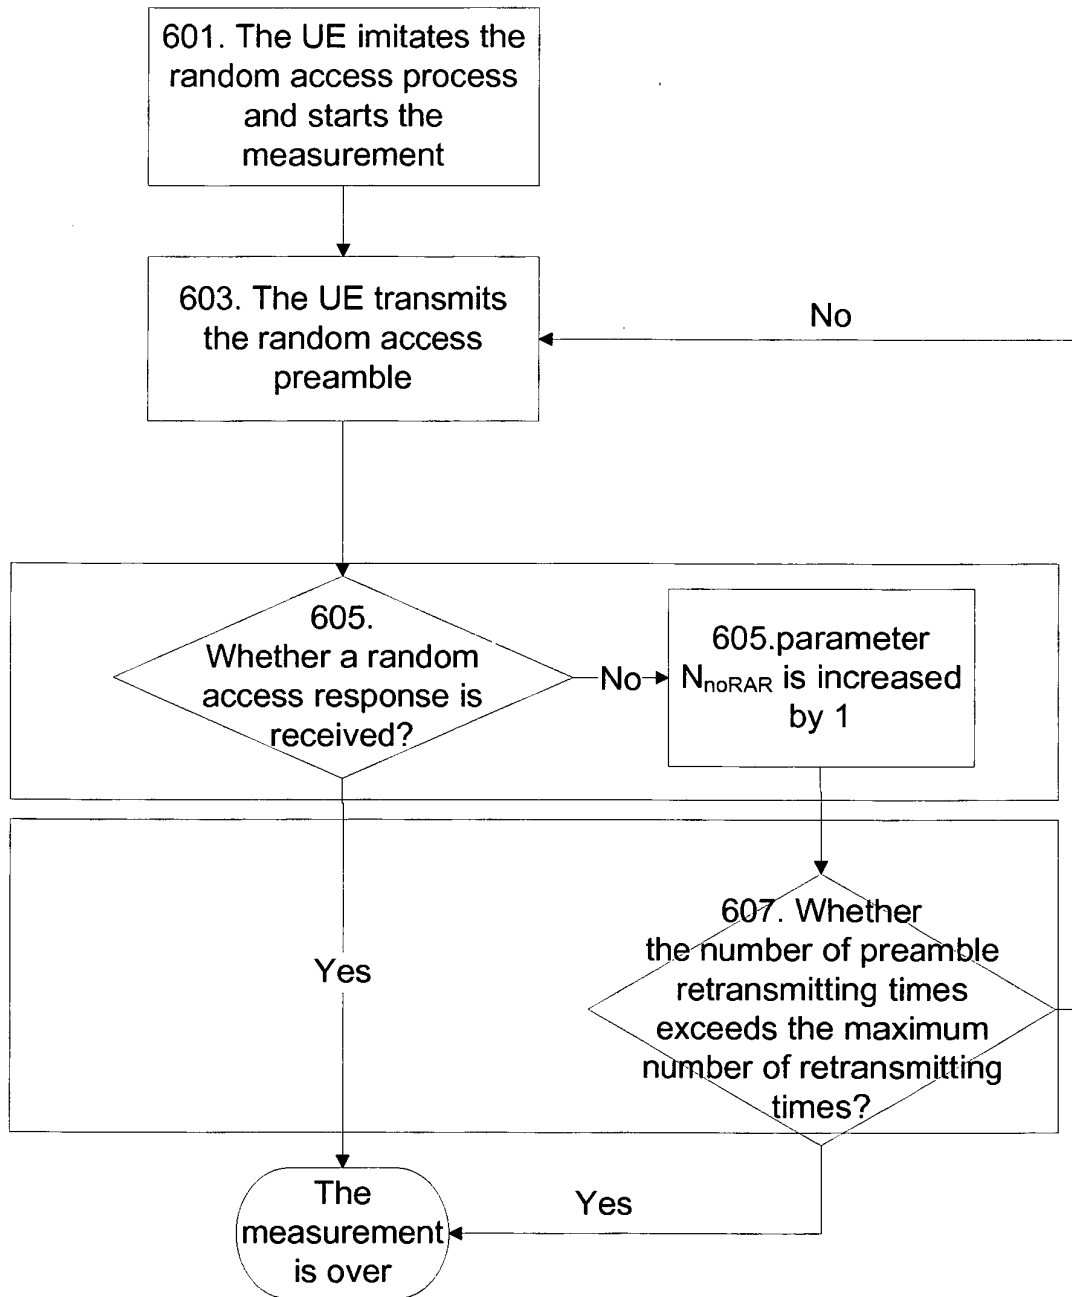 601. The UE imitates the
random access process
and starts the
measurement
603. The UE transmits
the random access
preamble
No
605.
Whether a random
access response is
received?
No
605.parameter
NnoRAR is increased
by 1
Yes
607. Whether
the number of preamble
retransmitting times
exceeds the maximum
number of retransmitting
times?
Yes
The
measurement
is over